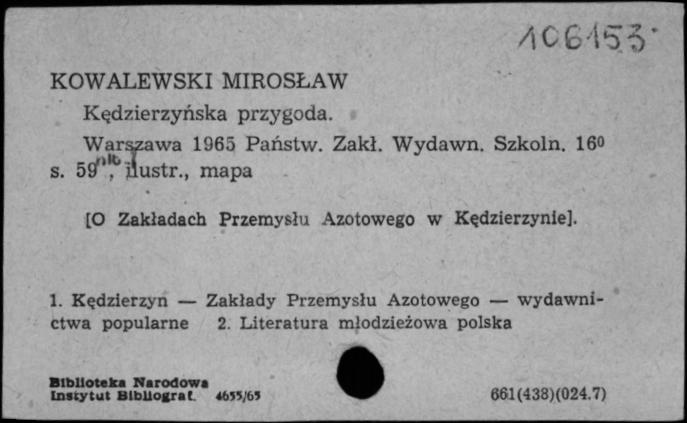 106153
KOWALEWSKI MIROSŁAW
Kędzierzyńska przygoda.
Warszawa 1965 Państw. Zakł. Wydawn. Szkoln. 16⁰
s. 59 nlb, ilustr., mapa
[O Zakładach Przemysłu Azotowego w Kędzierzynie].
1. Kędzierzyn — Zakłady Przemysłu Azotowego — wydawni-
ctwa popularne 2. Literatura młodzieżowa polska
Biblioteka Narodowa
Instytut Bibliograf. 4655/65
661(438)(024.7)